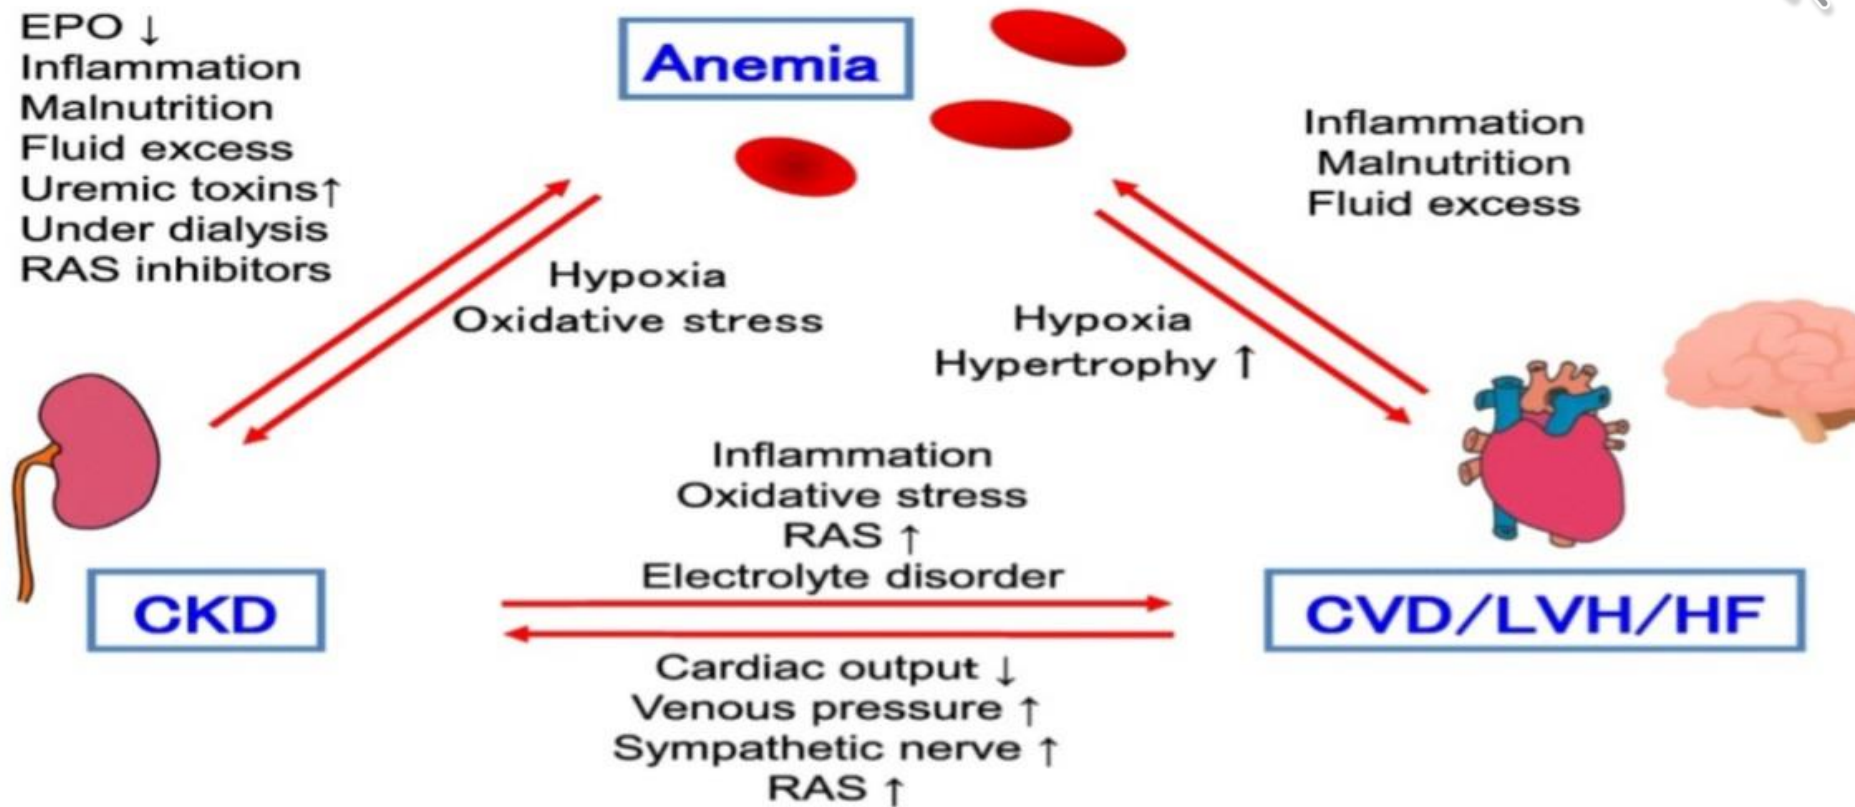 EPO ↓
Inflammation
Malnutrition
Fluid excess
Uremic toxins↑
Under dialysis
RAS inhibitors
Anemia
Inflammation
Malnutrition
Fluid excess
Hypoxia
Oxidative stress
Hypoxia
Hypertrophy ↑
Inflammation
Oxidative stress
RAS ↑
Electrolyte disorder
CKD
CVD/LVH/HF
Cardiac output ↓
Venous pressure ↑
Sympathetic nerve ↑
RAS ↑